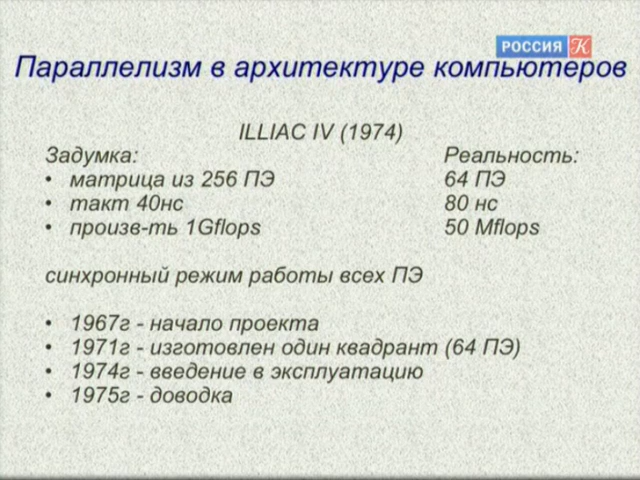 РОССИЯ К
Параллелизм в архитектуре компьютеров
ILLIAC IV (1974)
Задумка: Реальность:
• матрица из 256 ПЭ 64 ПЭ
• такт 40нс 80 нс
• произв-ть 1Gflops 50 Mflops
синхронный режим работы всех ПЭ
• 1967г - начало проекта
• 1971г - изготовлен один квадрант (64 ПЭ)
• 1974г - введение в эксплуатацию
• 1975г - доводка